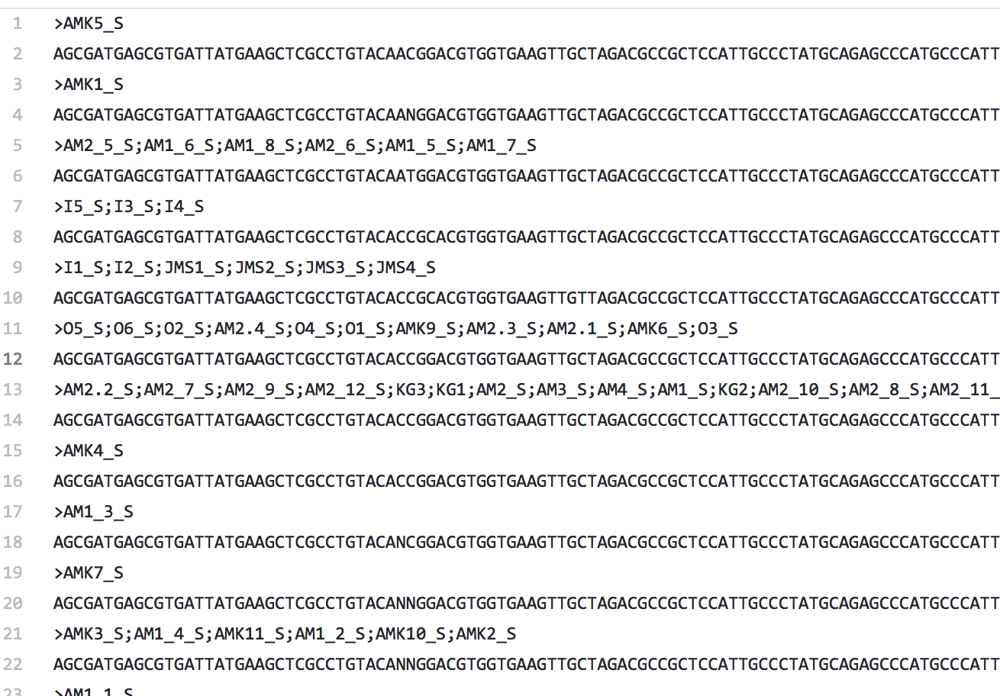 1 >AMK5_S
2 AGCGATGAGCGTGATTATGAAGCTCGCCTGTACAACGGACGTGGTGAAGTTGCTAGACGCCGCTCCATTGCCCTATGCAGAGCCCATGCCCATT
3 >AMK1_S
4 AGCGATGAGCGTGATTATGAAGCTCGCCTGTACAANGGACGTGGTGAAGTTGCTAGACGCCGCTCCATTGCCCTATGCAGAGCCCATGCCCATT
5 >AM2_5_S;AM1_6_S;AM1_8_S;AM2_6_S;AM1_5_S;AM1_7_S
6 AGCGATGAGCGTGATTATGAAGCTCGCCTGTACAATGGACGTGGTGAAGTTGCTAGACGCCGCTCCATTGCCCTATGCAGAGCCCATGCCCATT
7 >I5_S;I3_S;I4_S
8 AGCGATGAGCGTGATTATGAAGCTCGCCTGTACACCGCACGTGGTGAAGTTGCTAGACGCCGCTCCATTGCCCTATGCAGAGCCCATGCCCATT
9 >I1_S;I2_S;JMS1_S;JMS2_S;JMS3_S;JMS4_S
10 AGCGATGAGCGTGATTATGAAGCTCGCCTGTACACCGCACGTGGTGAAGTTGTTAGACGCCGCTCCATTGCCCTATGCAGAGCCCATGCCCATT
11 >O5_S;O6_S;O2_S;AM2.4_S;O4_S;O1_S;AMK9_S;AM2.3_S;AM2.1_S;AMK6_S;O3_S
12 AGCGATGAGCGTGATTATGAAGCTCGCCTGTACACCGGACGTGGTGAAGTTGCTAGACGCCGCTCCATTGCCCTATGCAGAGCCCATGCCCATT
13 >AM2.2_S;AM2_7_S;AM2_9_S;AM2_12_S;KG3;KG1;AM2_S;AM3_S;AM4_S;AM1_S;KG2;AM2_10_S;AM2_8_S;AM2_11_
14 AGCGATGAGCGTGATTATGAAGCTCGCCTGTACACCGGACGTGGTGAAGTTGCTAGACGCCGCTCCATTGCCCTATGCAGAGCCCATGCCCATT
15 >AMK4_S
16 AGCGATGAGCGTGATTATGAAGCTCGCCTGTACACCGGACGTGGTGAAGTTGCTAGACGCCGCTCCATTGCCCTATGCAGAGCCCATGCCCATT
17 >AM1_3_S
18 AGCGATGAGCGTGATTATGAAGCTCGCCTGTACANCGGACGTGGTGAAGTTGCTAGACGCCGCTCCATTGCCCTATGCAGAGCCCATGCCCATT
19 >AMK7_S
20 AGCGATGAGCGTGATTATGAAGCTCGCCTGTACANNGGACGTGGTGAAGTTGCTAGACGCCGCTCCATTGCCCTATGCAGAGCCCATGCCCATT
21 >AMK3_S;AM1_4_S;AMK11_S;AM1_2_S;AMK10_S;AMK2_S
22 AGCGATGAGCGTGATTATGAAGCTCGCCTGTACANNGGACGTGGTGAAGTTGCTAGACGCCGCTCCATTGCCCTATGCAGAGCCCATGCCCATT
23 >AM1_1_S